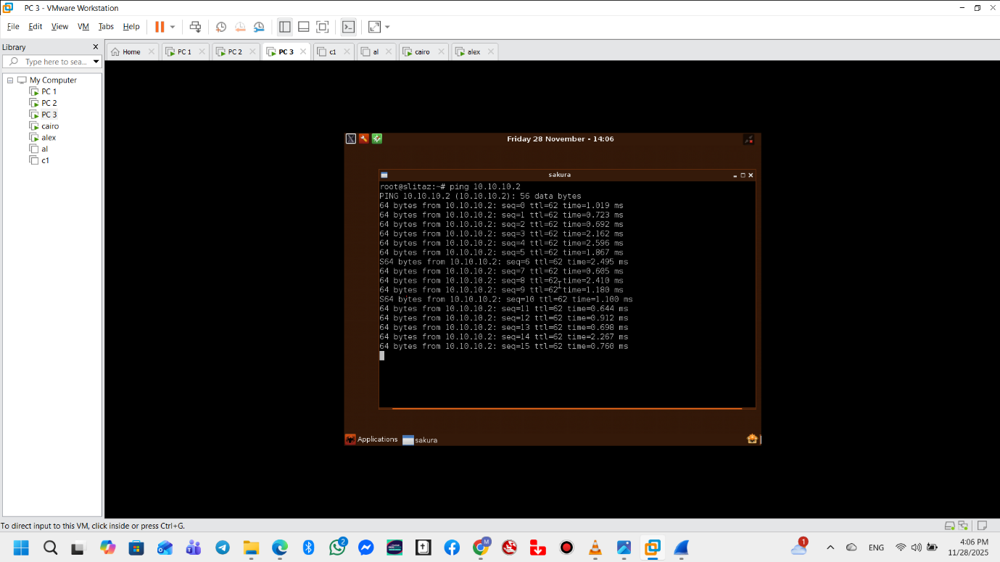 PC 3 - VMware Workstation
File Edit View VM Tabs Help
Library
Type here to sea...
Home PC 1 PC 2 PC 3 c1 al cairo alex
My Computer
PC 1
PC 2
PC 3
cairo
alex
al
c1
Friday 28 November - 14:06
sakura
root@slitaz:~# ping 10.10.10.2
PING 10.10.10.2 (10.10.10.2): 56 data bytes
64 bytes from 10.10.10.2: seq=0 ttl=62 time=1.019 ms
64 bytes from 10.10.10.2: seq=1 ttl=62 time=0.723 ms
64 bytes from 10.10.10.2: seq=2 ttl=62 time=0.692 ms
64 bytes from 10.10.10.2: seq=3 ttl=62 time=2.162 ms
64 bytes from 10.10.10.2: seq=4 ttl=62 time=2.596 ms
64 bytes from 10.10.10.2: seq=5 ttl=62 time=1.867 ms
S64 bytes from 10.10.10.2: seq=6 ttl=62 time=2.495 ms
64 bytes from 10.10.10.2: seq=7 ttl=62 time=0.605 ms
64 bytes from 10.10.10.2: seq=8 ttl=62 time=2.410 ms
64 bytes from 10.10.10.2: seq=9 ttl=62 time=1.180 ms
S64 bytes from 10.10.10.2: seq=10 ttl=62 time=1.100 ms
64 bytes from 10.10.10.2: seq=11 ttl=62 time=0.644 ms
64 bytes from 10.10.10.2: seq=12 ttl=62 time=0.912 ms
64 bytes from 10.10.10.2: seq=13 ttl=62 time=0.698 ms
64 bytes from 10.10.10.2: seq=14 ttl=62 time=2.267 ms
64 bytes from 10.10.10.2: seq=15 ttl=62 time=0.760 ms
Applications sakura
To direct input to this VM, click inside or press Ctrl+G.
2 M 1 ENG 4:06 PM
11/28/2025